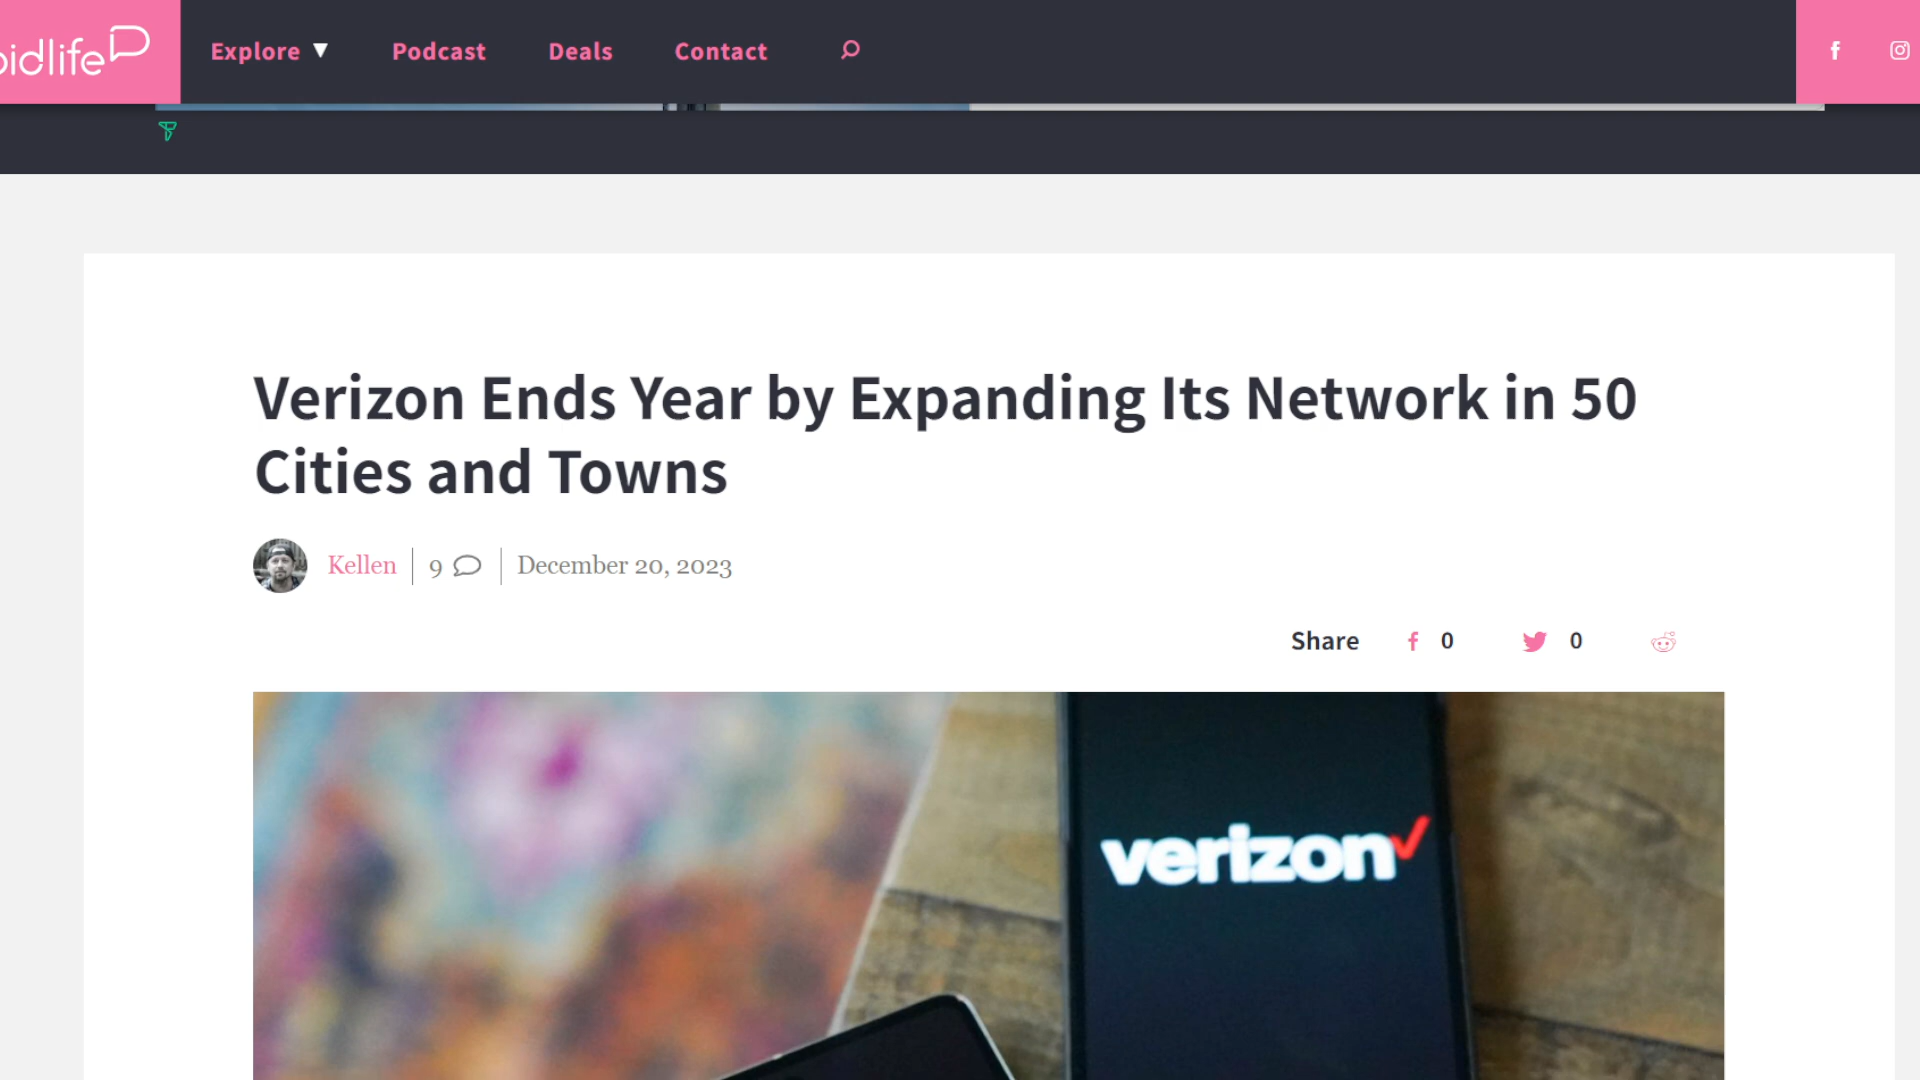 oidlife
Explore ▼ Podcast Deals Contact
Verizon Ends Year by Expanding Its Network in 50
Cities and Towns
Kellen 9 December 20, 2023
Share 0 0
verizon